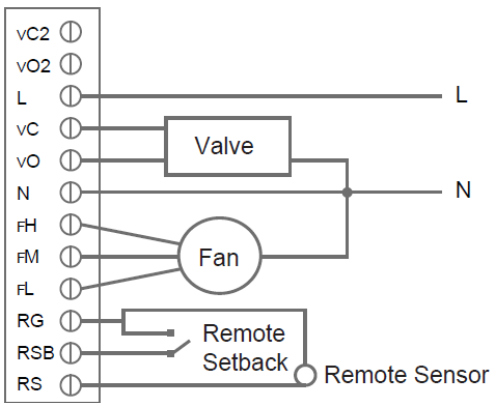 VC2
VO2
L
L
VC
Valve
VO
N
N
FH
FM
Fan
FL
RG
Remote
RSB
Setback
Remote Sensor
RS